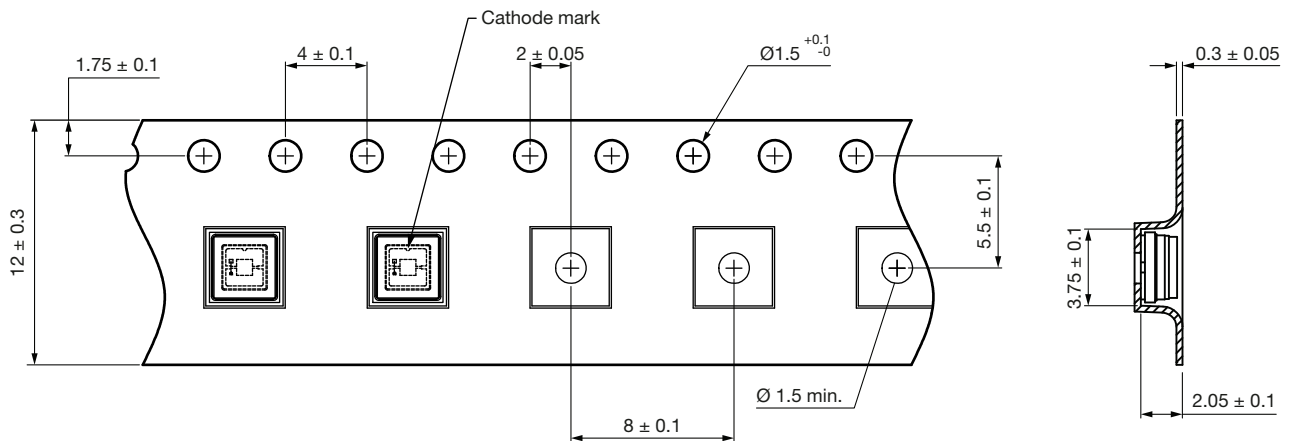 Cathode mark
1.75 ± 0.1
4 ± 0.1
2 ± 0.05
Ø1.5 +0.1 -0
0.3 ± 0.05
12 ± 0.3
5.5 ± 0.1
3.75 ± 0.1
Ø 1.5 min.
8 ± 0.1
2.05 ± 0.1